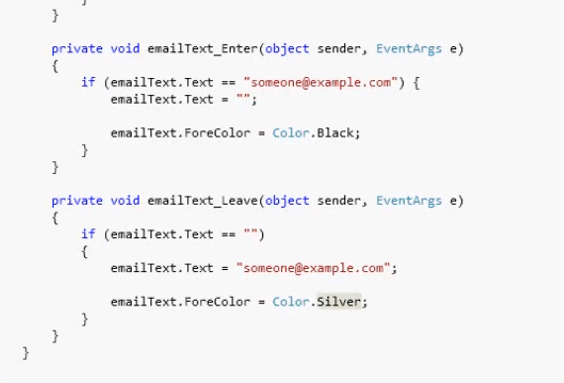 }
}
private void emailText_Enter(object sender, EventArgs e)
{
if (emailText.Text == "someone@example.com") {
emailText.Text = "";
emailText.ForeColor = Color.Black;
}
}
private void emailText_Leave(object sender, EventArgs e)
{
if (emailText.Text == "")
{
emailText.Text = "someone@example.com";
emailText.ForeColor = Color.Silver;
}
}
}